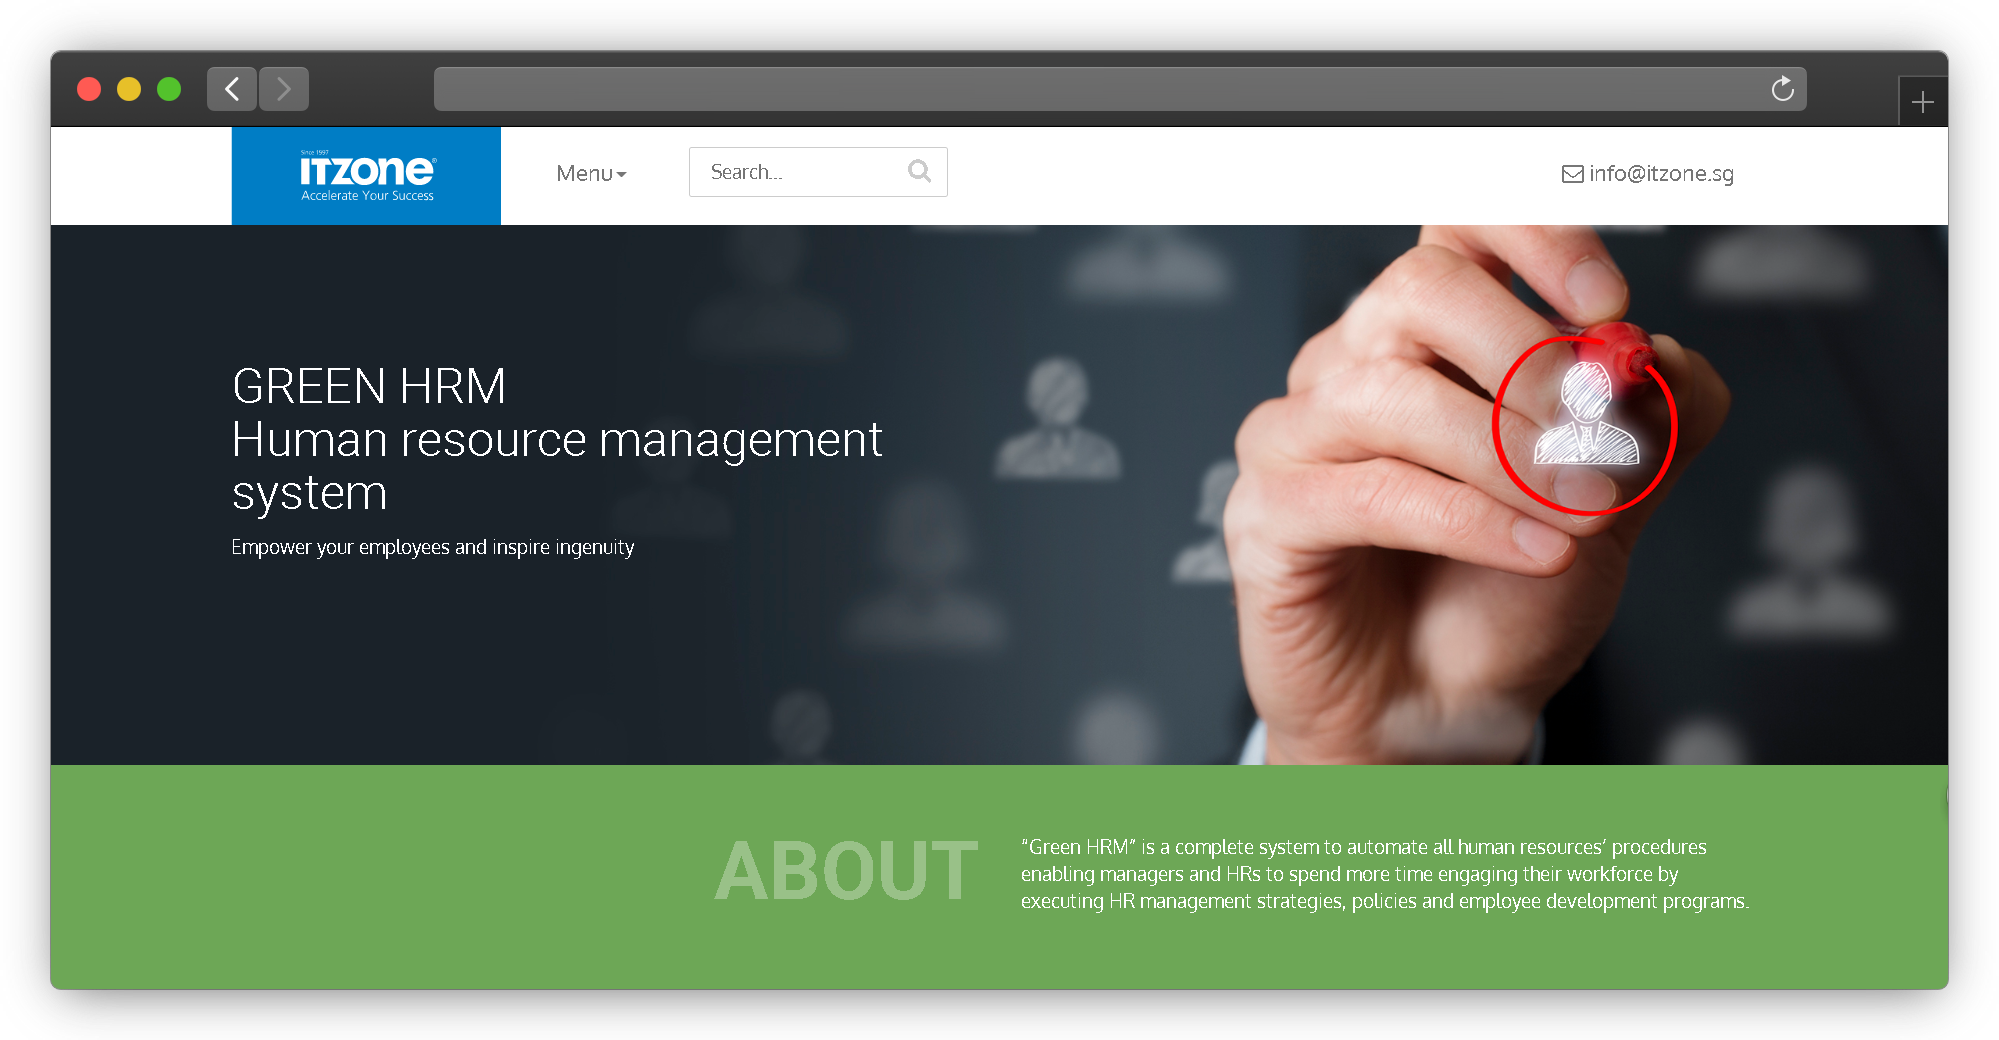 Since 1997
ITZONE®
Accelerate Your Success
Menu
Search...
info@itzone.sg
GREEN HRM
Human resource management
system
Empower your employees and inspire ingenuity
ABOUT
“Green HRM” is a complete system to automate all human resources’ procedures
enabling managers and HRs to spend more time engaging their workforce by
executing HR management strategies, policies and employee development programs.